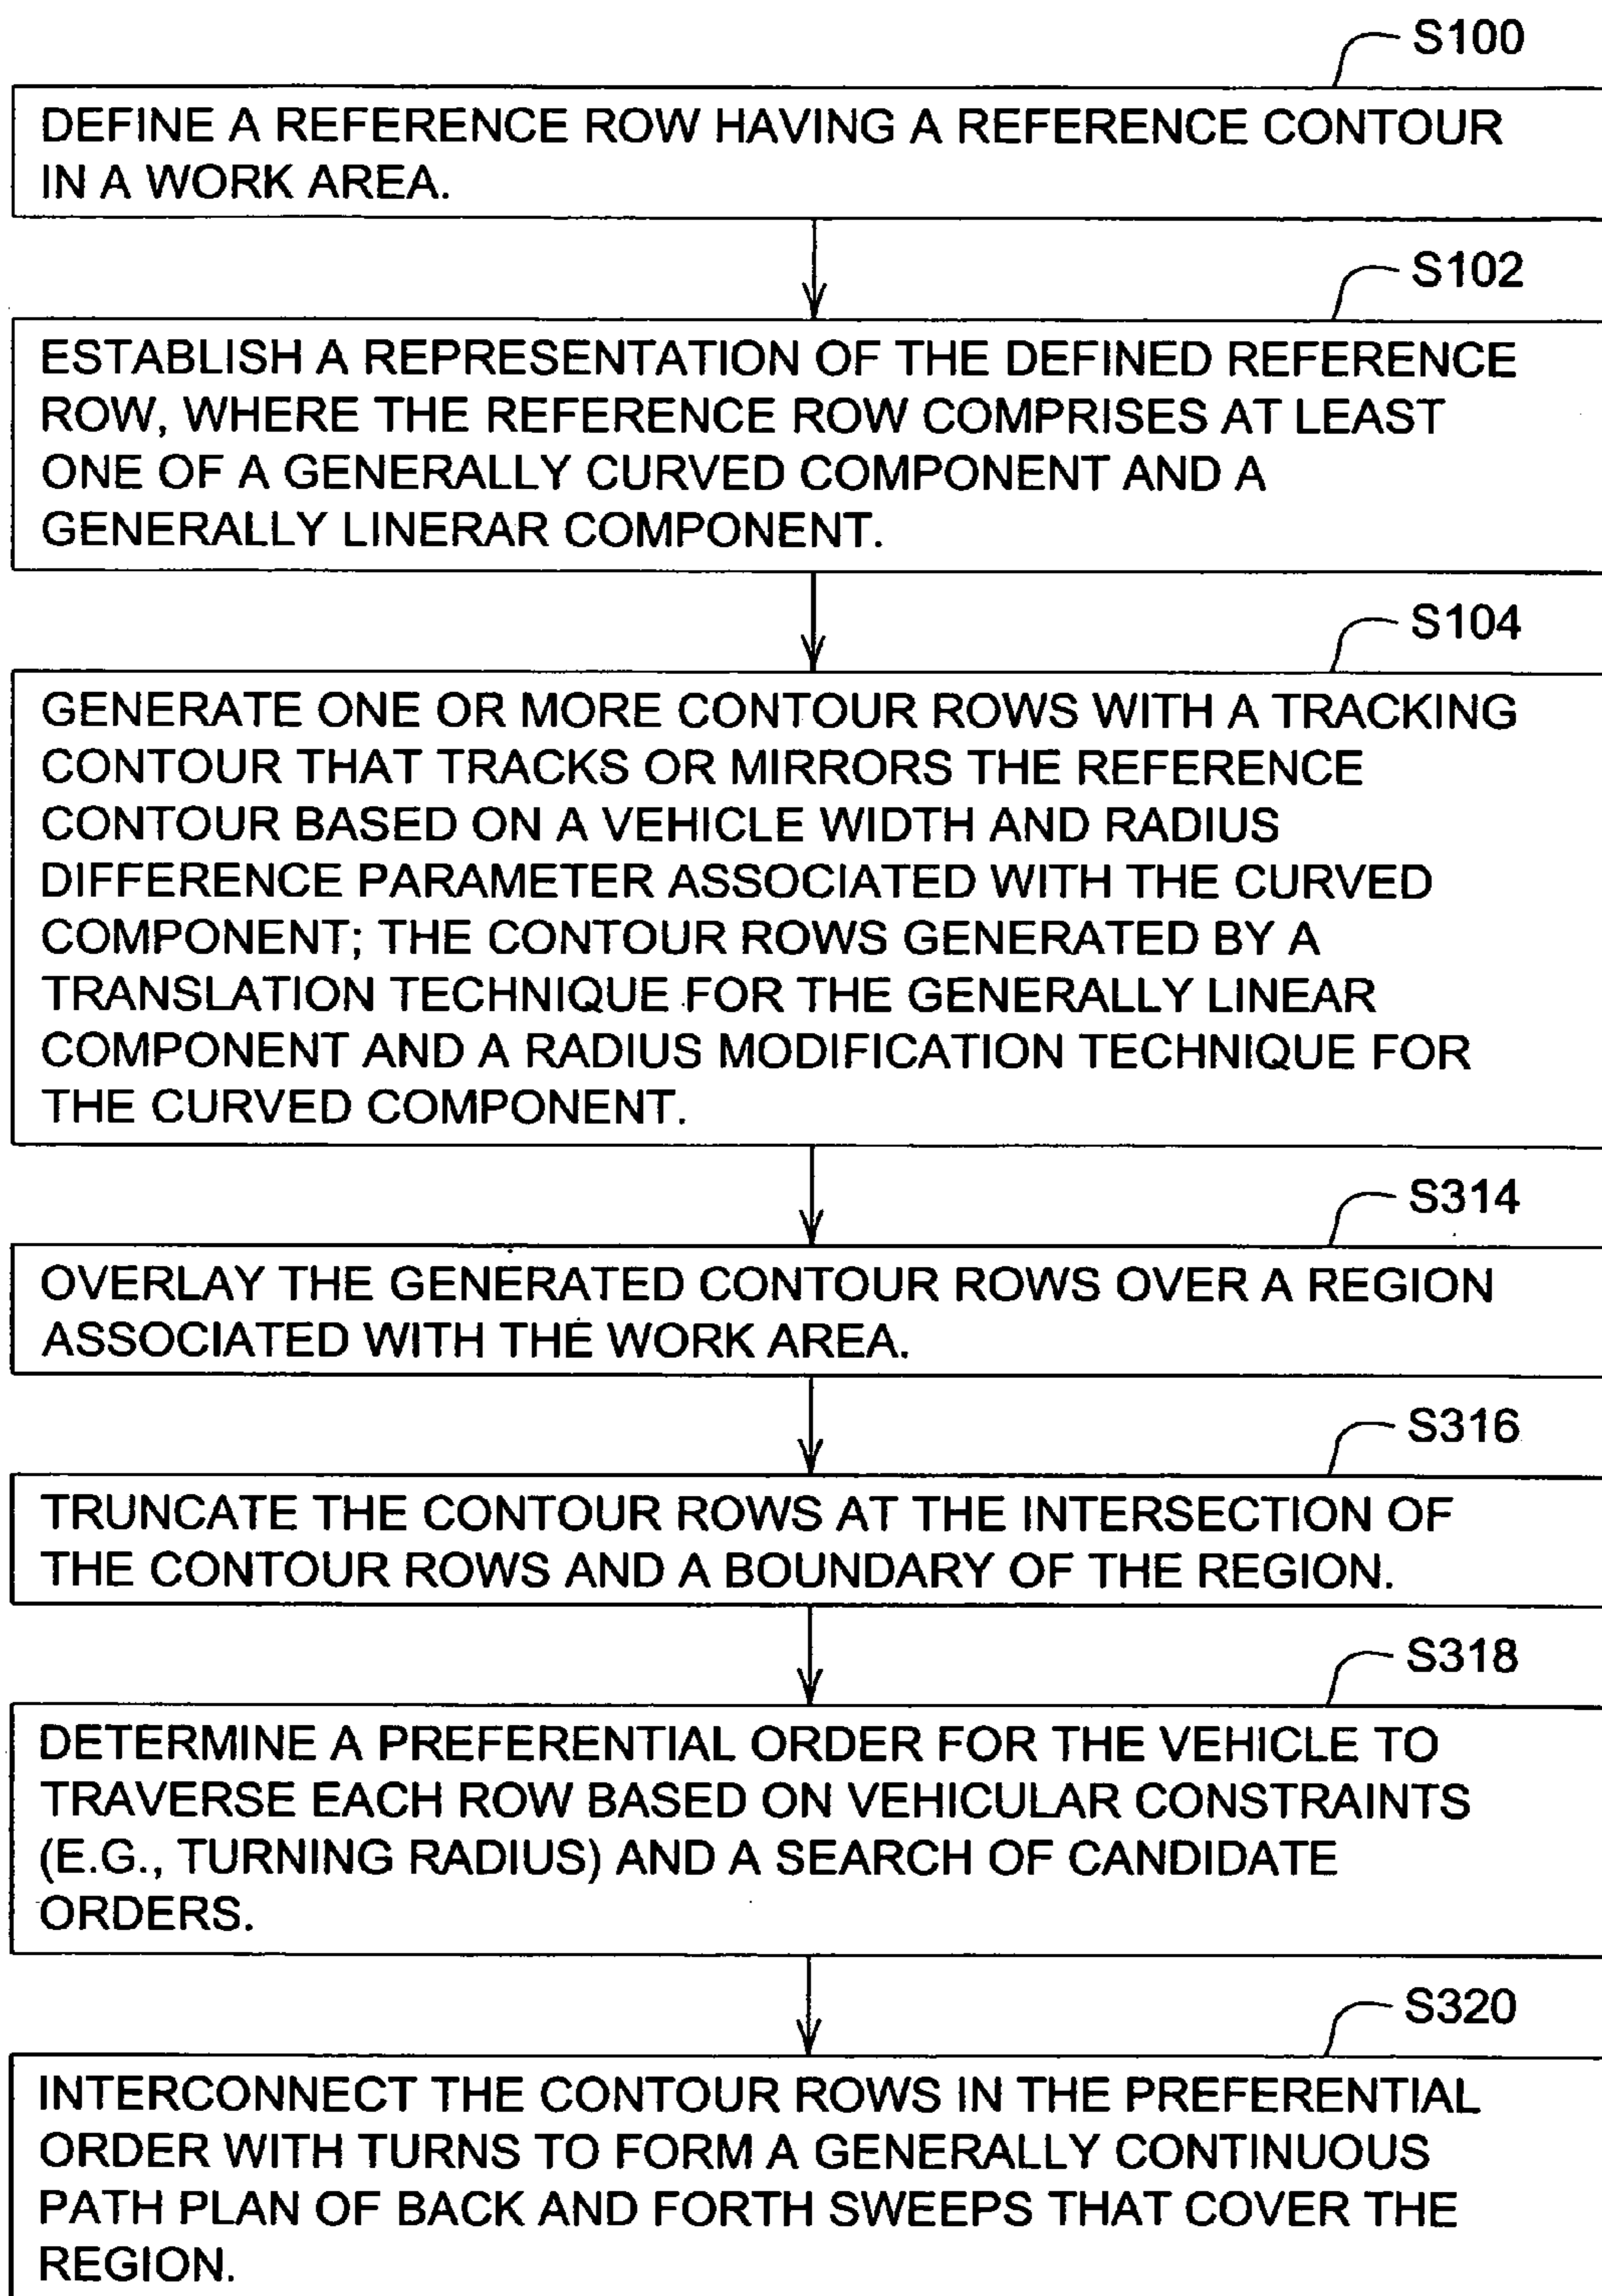 S100
DEFINE A REFERENCE ROW HAVING A REFERENCE CONTOUR
IN A WORK AREA.
S102
ESTABLISH A REPRESENTATION OF THE DEFINED REFERENCE
ROW, WHERE THE REFERENCE ROW COMPRISES AT LEAST
ONE OF A GENERALLY CURVED COMPONENT AND A
GENERALLY LINERAR COMPONENT.
S104
GENERATE ONE OR MORE CONTOUR ROWS WITH A TRACKING
CONTOUR THAT TRACKS OR MIRRORS THE REFERENCE
CONTOUR BASED ON A VEHICLE WIDTH AND RADIUS
DIFFERENCE PARAMETER ASSOCIATED WITH THE CURVED
COMPONENT; THE CONTOUR ROWS GENERATED BY A
TRANSLATION TECHNIQUE FOR THE GENERALLY LINEAR
COMPONENT AND A RADIUS MODIFICATION TECHNIQUE FOR
THE CURVED COMPONENT.
S314
OVERLAY THE GENERATED CONTOUR ROWS OVER A REGION
ASSOCIATED WITH THE WORK AREA.
S316
TRUNCATE THE CONTOUR ROWS AT THE INTERSECTION OF
THE CONTOUR ROWS AND A BOUNDARY OF THE REGION.
S318
DETERMINE A PREFERENTIAL ORDER FOR THE VEHICLE TO
TRAVERSE EACH ROW BASED ON VEHICULAR CONSTRAINTS
(E.G., TURNING RADIUS) AND A SEARCH OF CANDIDATE
ORDERS.
S320
INTERCONNECT THE CONTOUR ROWS IN THE PREFERENTIAL
ORDER WITH TURNS TO FORM A GENERALLY CONTINUOUS
PATH PLAN OF BACK AND FORTH SWEEPS THAT COVER THE
REGION.